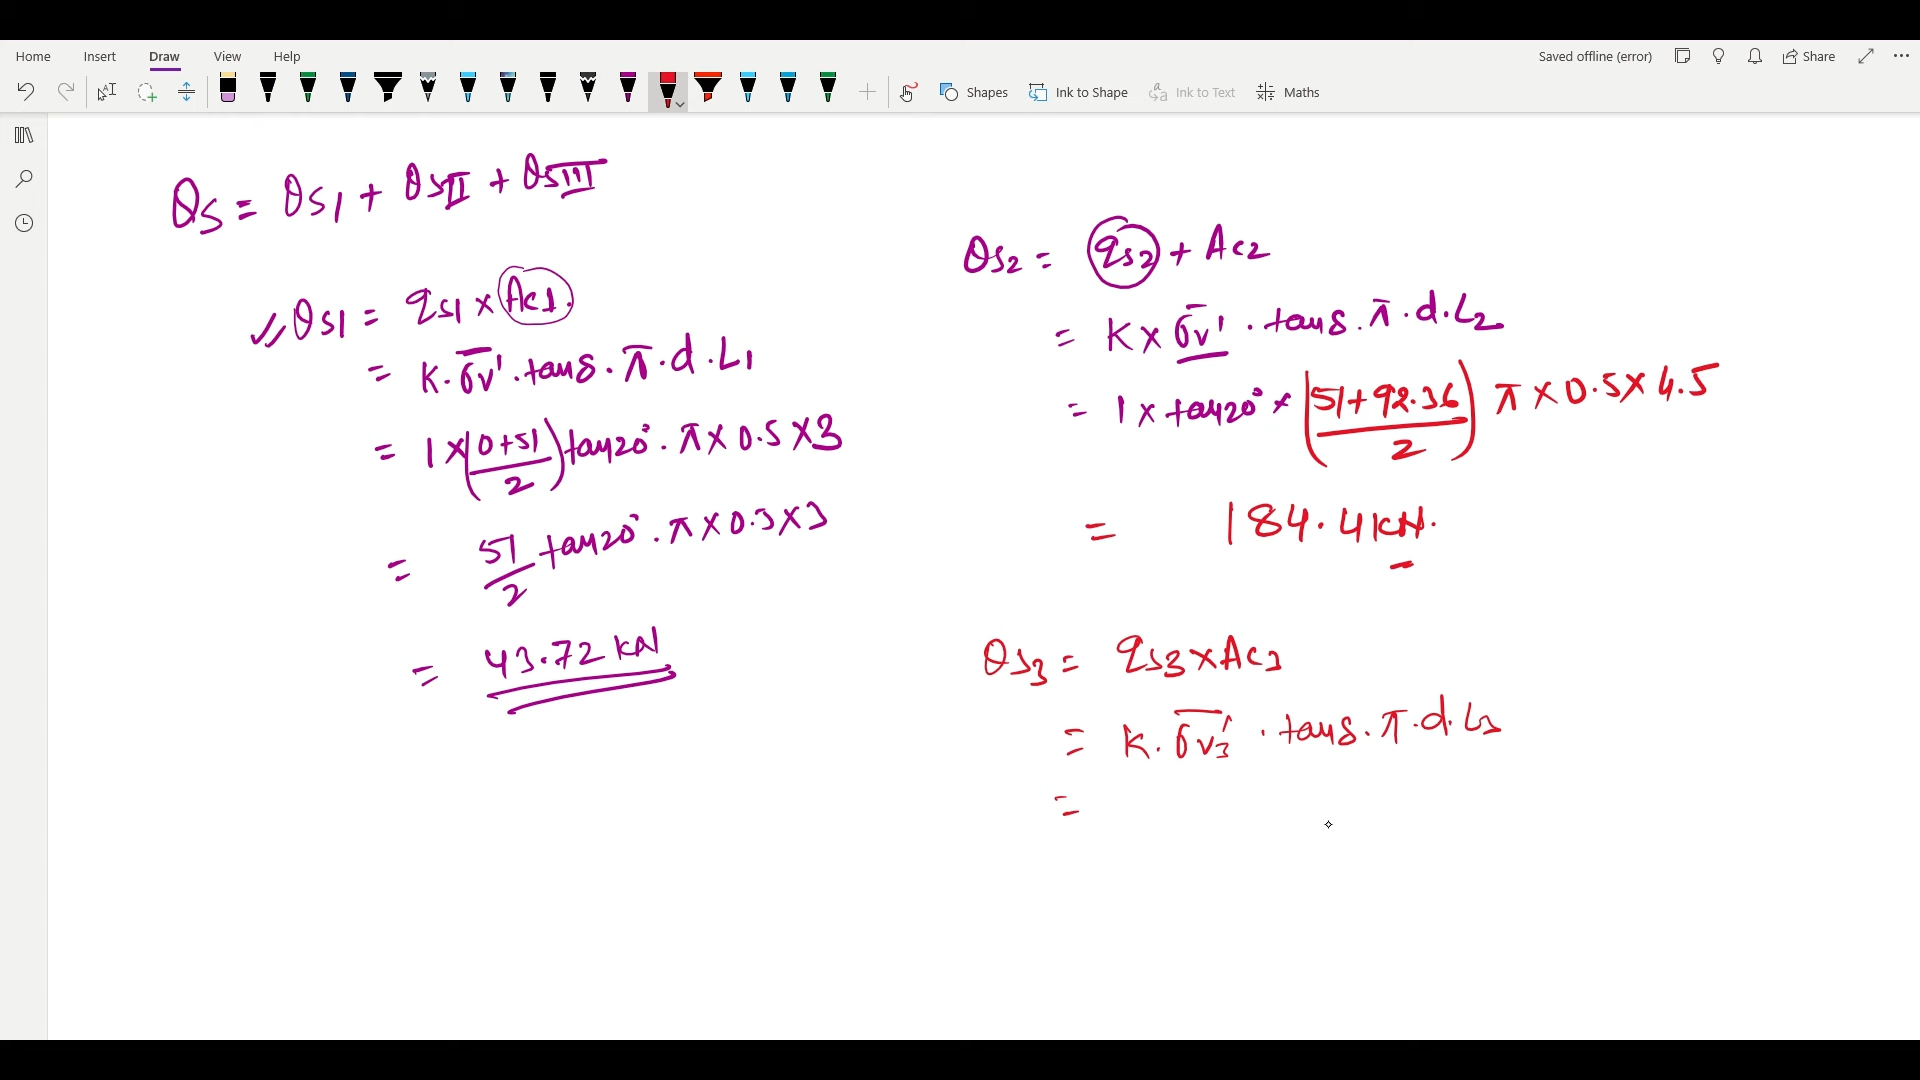 Home Insert Draw View Help
Saved offline (error) Share
Shapes Ink to Shape Ink to Text Maths
Qs = Qs1 + QsII + QsIII
Qs1 = qs1 × Ac1.
= K . σv' . tanδ . π . d . L1
= 1 × (0+51 / 2) tan20° . π × 0.5 × 3
= 51/2 tan20° . π × 0.5 × 3
= 43.72 kN
Qs2 = qs2 + Ac2
= K × σv' . tanδ . π . d . L2
= 1 × tan20° × (51+92.36 / 2) π × 0.5 × 4.5
= 184.4 kN.
Qs3 = qs3 × Ac3
= K . σv3' . tanδ . π . d . L3
=